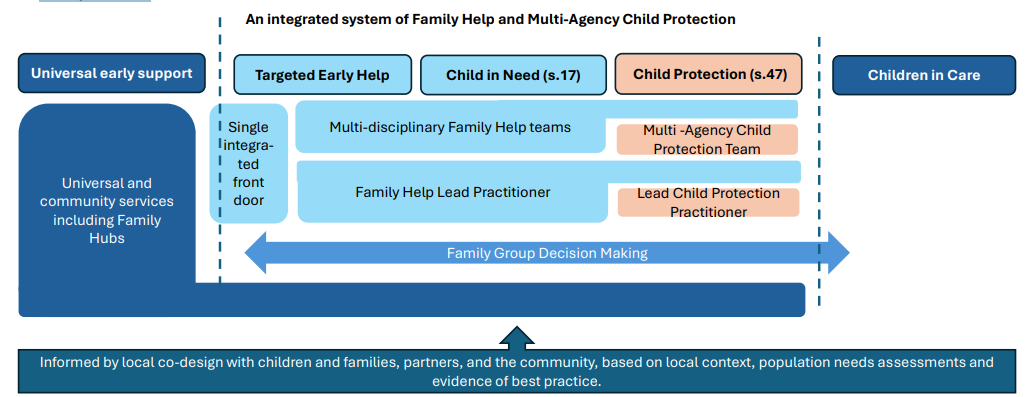 An integrated system of Family Help and Multi-Agency Child Protection
Universal early support
Targeted Early Help
Child in Need (s.17)
Child Protection (s.47)
Children in Care
Universal and
community services
including Family
Hubs
Single
integra-
ted
front
door
Multi-disciplinary Family Help teams
Multi -Agency Child
Protection Team
Family Help Lead Practitioner
Lead Child Protection
Practitioner
Family Group Decision Making
Informed by local co-design with children and families, partners, and the community, based on local context, population needs assessments and
evidence of best practice.